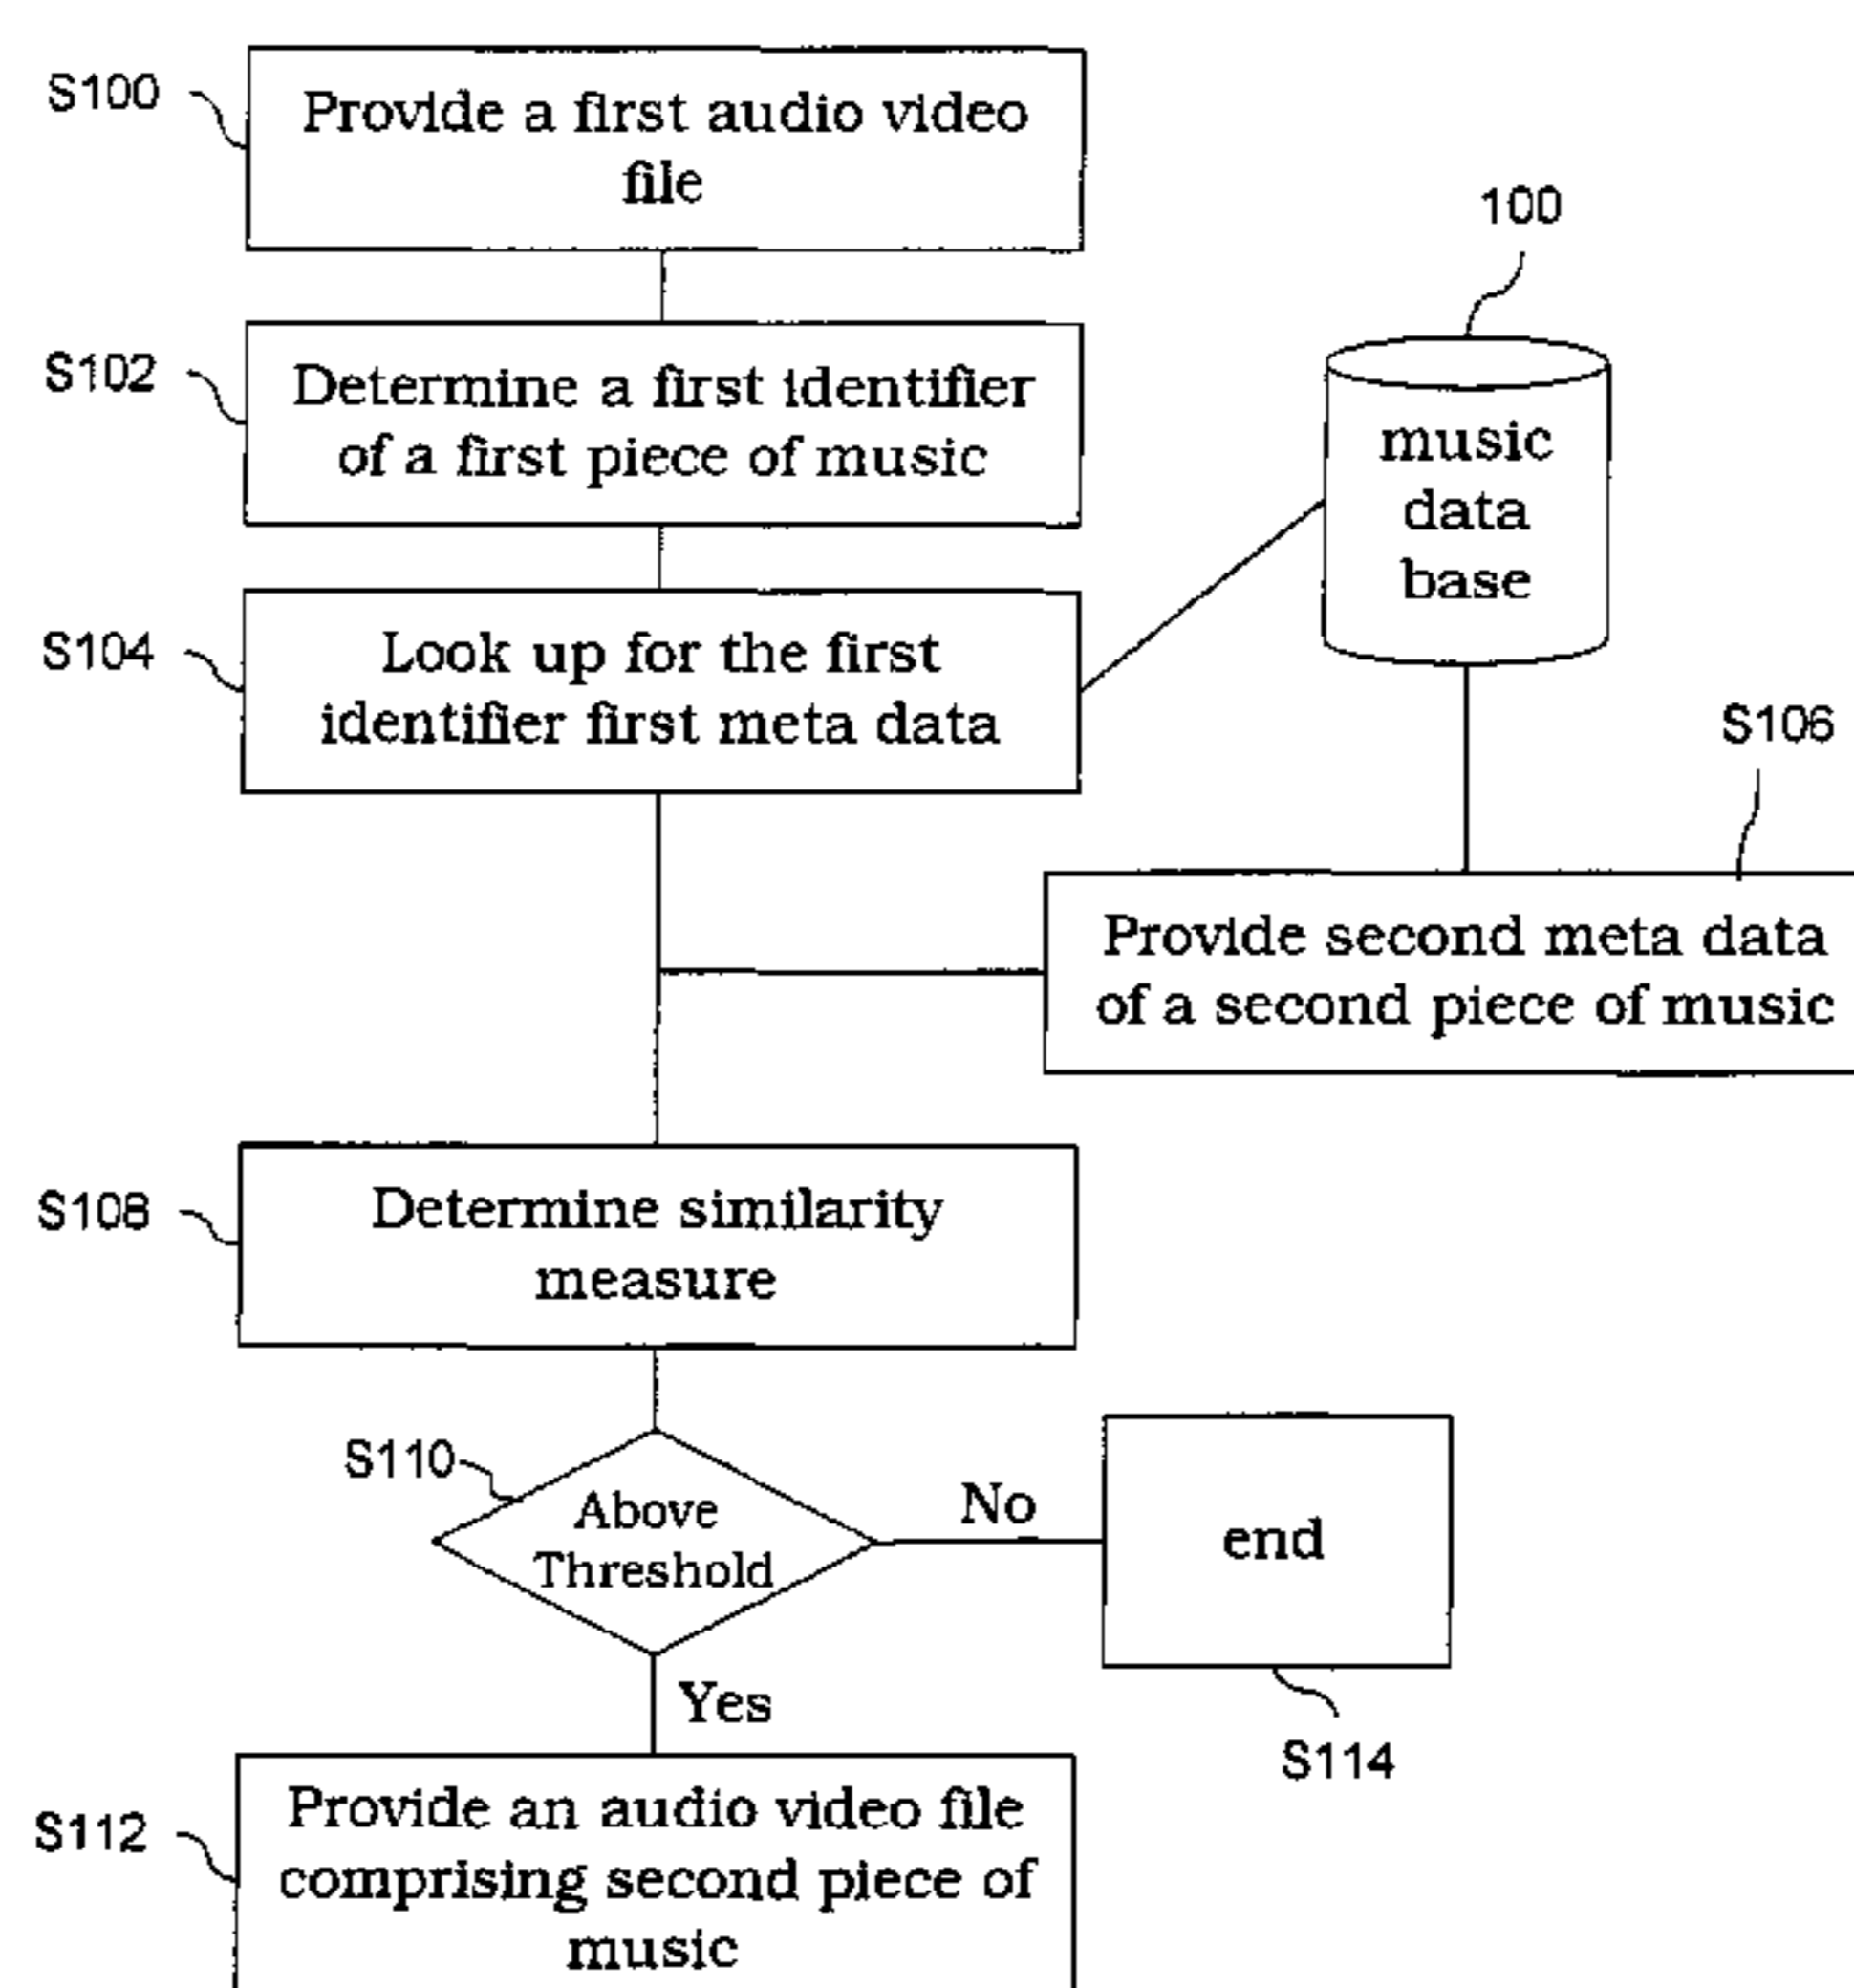 S100
Provide a first audio video
file
100
S102
Determine a first identifier
of a first piece of music
music
data
base
S104
Look up for the first
identifier first meta data
S106
Provide second meta data
of a second piece of music
S108
Determine similarity
measure
S110
Above
Threshold
No
end
Yes
S114
S112
Provide an audio video file
comprising second piece of
music